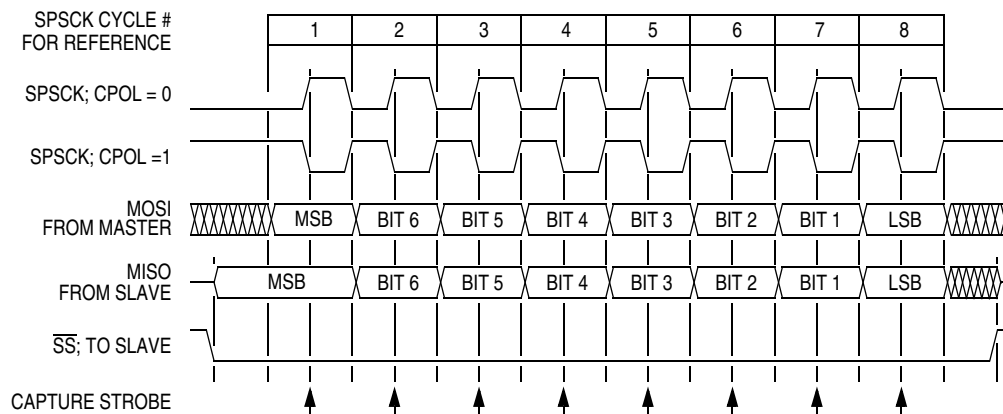 SPSCK CYCLE #
FOR REFERENCE
1 2 3 4 5 6 7 8
SPSCK; CPOL = 0
SPSCK; CPOL =1
MOSI
FROM MASTER
MSB BIT 6 BIT 5 BIT 4 BIT 3 BIT 2 BIT 1 LSB
MISO
FROM SLAVE
MSB BIT 6 BIT 5 BIT 4 BIT 3 BIT 2 BIT 1 LSB
S̅S̅; TO SLAVE
CAPTURE STROBE